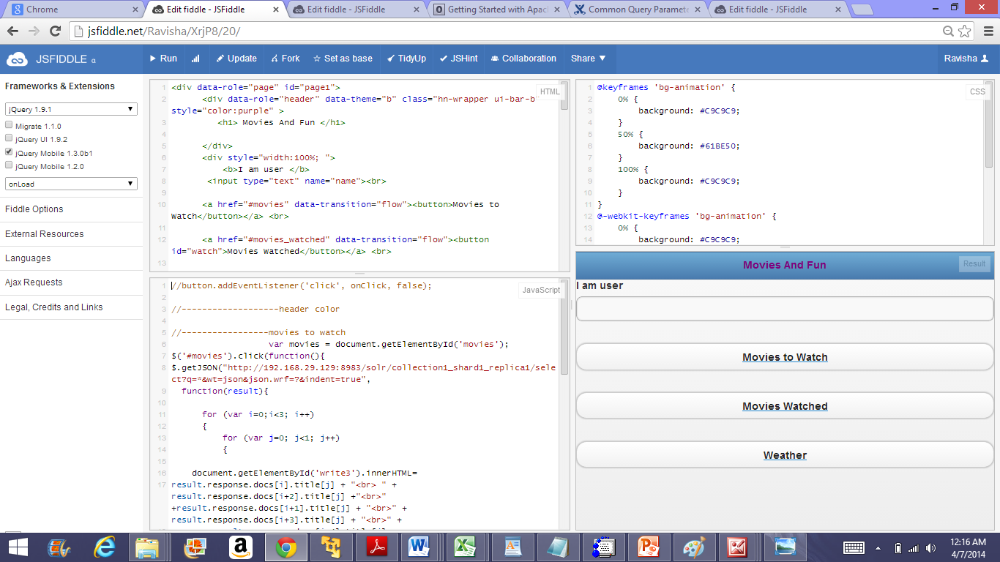 Chrome
Edit fiddle - JSFiddle
Edit fiddle - JSFiddle
Getting Started with Apac
Common Query Paramete
Edit fiddle - JSFiddle
jsfiddle.net/Ravisha/XrjP8/20/
JSFIDDLE α
Run
Update
Fork
Set as base
TidyUp
JSHint
Collaboration
Share
Ravisha
Frameworks & Extensions
jQuery 1.9.1
Migrate 1.1.0
jQuery UI 1.9.2
jQuery Mobile 1.3.0b1
jQuery Mobile 1.2.0
onLoad
Fiddle Options
External Resources
Languages
Ajax Requests
Legal, Credits and Links
HTML
1 <div data-role="page" id="page1">
2 <div data-role="header" data-theme="b" class="hn-wrapper ui-bar-b
style="color:purple" >
3 <h1> Movies And Fun </h1>
4
5 </div>
6 <div style="width:100%; ">
7 <b>I am user </b>
8 <input type="text" name="name"><br>
9
10 <a href="#movies" data-transition="flow"><button>Movies to
Watch</button></a> <br>
11
12 <a href="#movies_watched" data-transition="flow"><button
id="watch">Movies Watched</button></a> <br>
13
JavaScript
1 //button.addEventListener('click', onClick, false);
2
3 //-------------------header color
4
5 //-----------------movies to watch
6 var movies = document.getElementById('movies');
7 $('#movies').click(function(){
8 $.getJSON("http://192.168.29.129:8983/solr/collection1_shard1_replica1/sele
ct?q=*&wt=json&json.wrf=?&indent=true",
9 function(result){
10
11 for (var i=0;i<3; i++)
12 {
13 for (var j=0; j<1; j++)
14 {
15
16 document.getElementById('write3').innerHTML=
17 result.response.docs[i].title[j] + "<br> " +
result.response.docs[i+2].title[j] +"<br>"
+result.response.docs[i+1].title[j] + "<br>" +
result.response.docs[i+3].title[j] + "<br>" +
CSS
1 @keyframes 'bg-animation' {
2 0% {
3 background: #C9C9C9;
4 }
5 50% {
6 background: #61BE50;
7 }
8 100% {
9 background: #C9C9C9;
10 }
11 }
12 @-webkit-keyframes 'bg-animation' {
13 0% {
14 background: #C9C9C9;
Movies And Fun
Result
I am user
Movies to Watch
Movies Watched
Weather
12:16 AM
4/7/2014